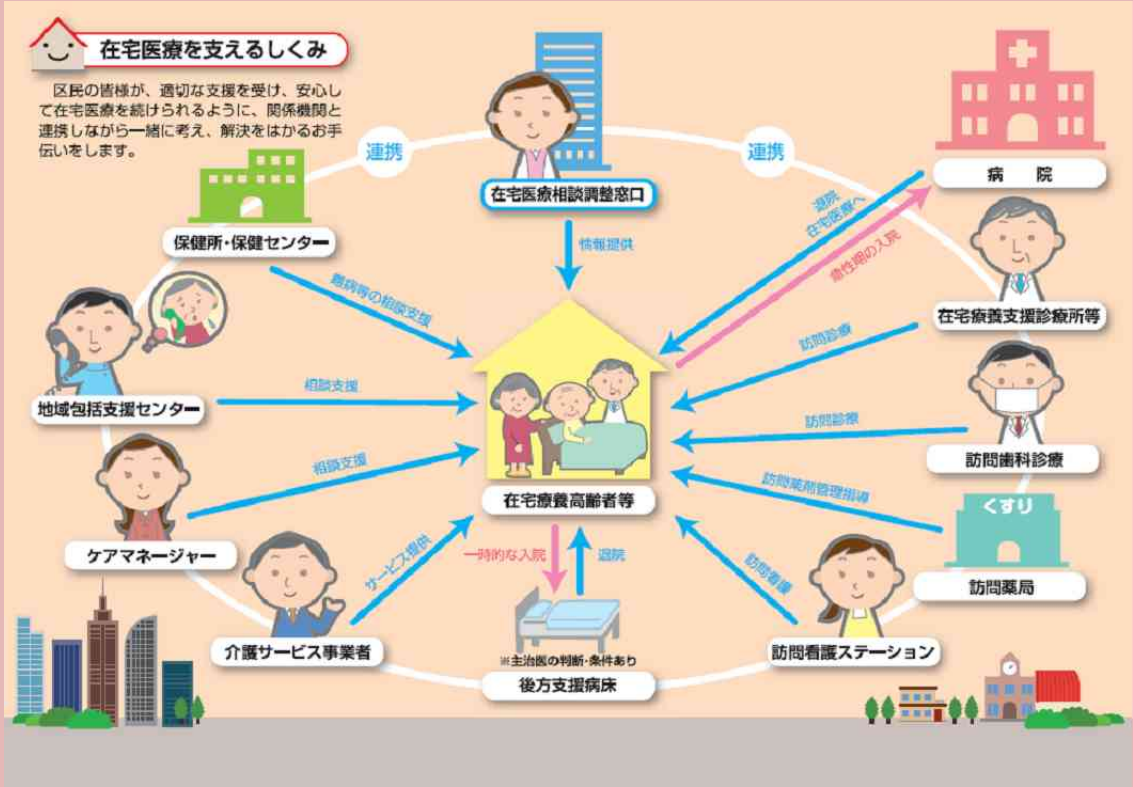 在宅医療を支えるしくみ
区民の皆様が、適切な支援を受け、安心し
て在宅医療を続けられるように、関係機関と
連携しながら一緒に考え、解決をはかるお手
伝いをします。
連携
連携
在宅医療相談調整窓口
情報提供
病院
退院
在宅医療へ
急性期の入院
保健所・保健センター
難病等の相談支援
在宅療養支援診療所等
訪問診療
地域包括支援センター
相談支援
訪問歯科診療
訪問診療
ケアマネージャー
相談支援
在宅療養高齢者等
くすり
訪問薬局
訪問薬剤管理指導
介護サービス事業者
サービス提供
一時的な入院
退院
※主治医の判断・条件あり
後方支援病床
訪問看護
訪問看護ステーション